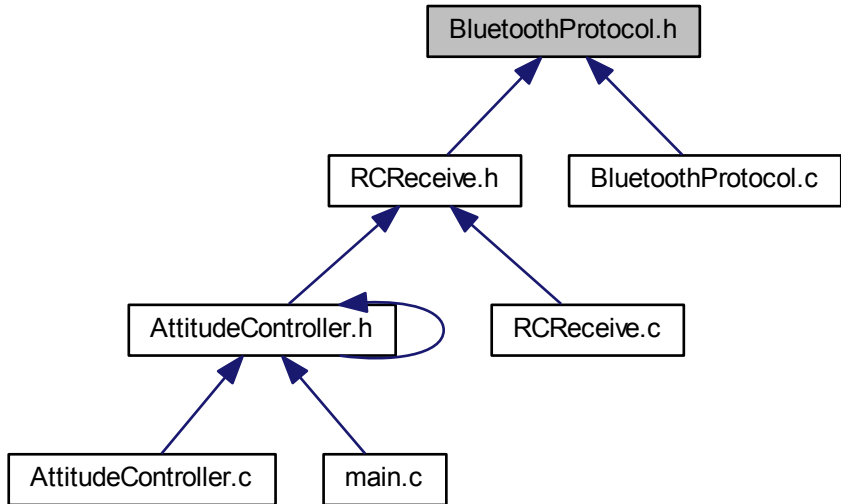 BluetoothProtocol.h
RCReceive.h
BluetoothProtocol.c
AttitudeController.h
RCReceive.c
AttitudeController.c
main.c